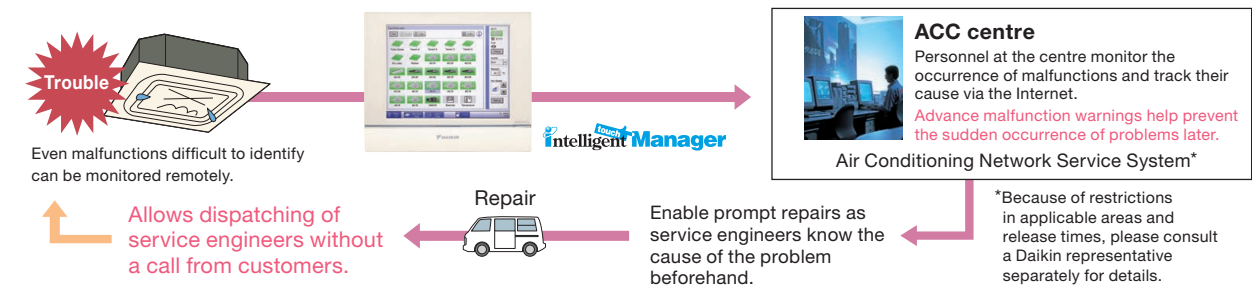 Trouble
Even malfunctions difficult to identify
can be monitored remotely.
DAIKIN
intelligent touch Manager
ACC centre
Personnel at the centre monitor the
occurrence of malfunctions and track their
cause via the Internet.
Advance malfunction warnings help prevent
the sudden occurrence of problems later.
Air Conditioning Network Service System*
*Because of restrictions
in applicable areas and
release times, please consult
a Daikin representative
separately for details.
Enable prompt repairs as
service engineers know the
cause of the problem
beforehand.
Repair
Allows dispatching of
service engineers without
a call from customers.